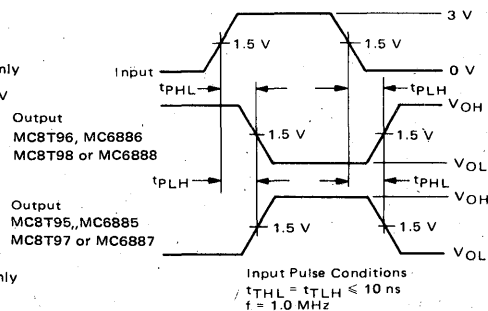 3 V
1.5 V
1.5 V
nly
Input
0 V
V
tPHL
tPLH
VOH
Output
MC8T96, MC6886
MC8T98 or MC6888
1.5 V
1.5 V
VOL
tPLH
tPHL
VOH
Output
MC8T95,,MC6885
MC8T97 or MC6887
1.5 V
1.5 V
VOL
nly
Input Pulse Conditions
tTHL = tTLH ⩽ 10 ns
f = 1.0 MHz